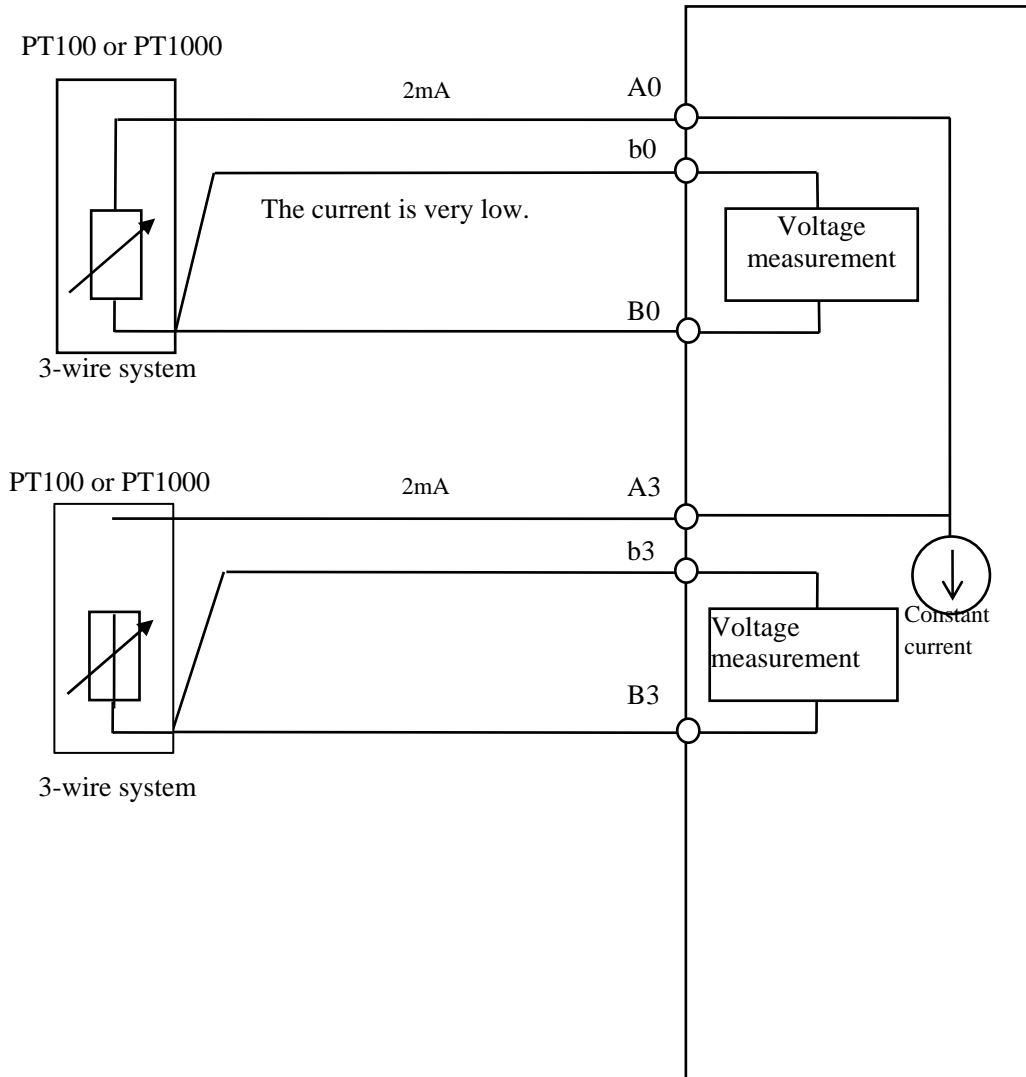 PT100 or PT1000
2mA
A0
b0
The current is very low.
Voltage
measurement
B0
3-wire system
PT100 or PT1000
2mA
A3
b3
Constant
current
Voltage
measurement
B3
3-wire system